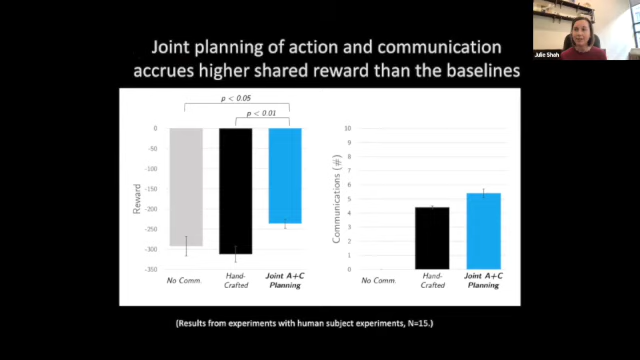 Joint planning of action and communication
accrues higher shared reward than the baselines
Julie Shah
p < 0.05
p < 0.01
0
-50
-100
-150
-200
-250
-300
-350
Reward
No Comm.
Hand-
Crafted
Joint A+C
Planning
10
9
8
7
6
5
4
3
2
1
0
Communications (#)
Hand-
Crafted
Joint A+C
Planning
(Results from experiments with human subject experiments, N=15.)